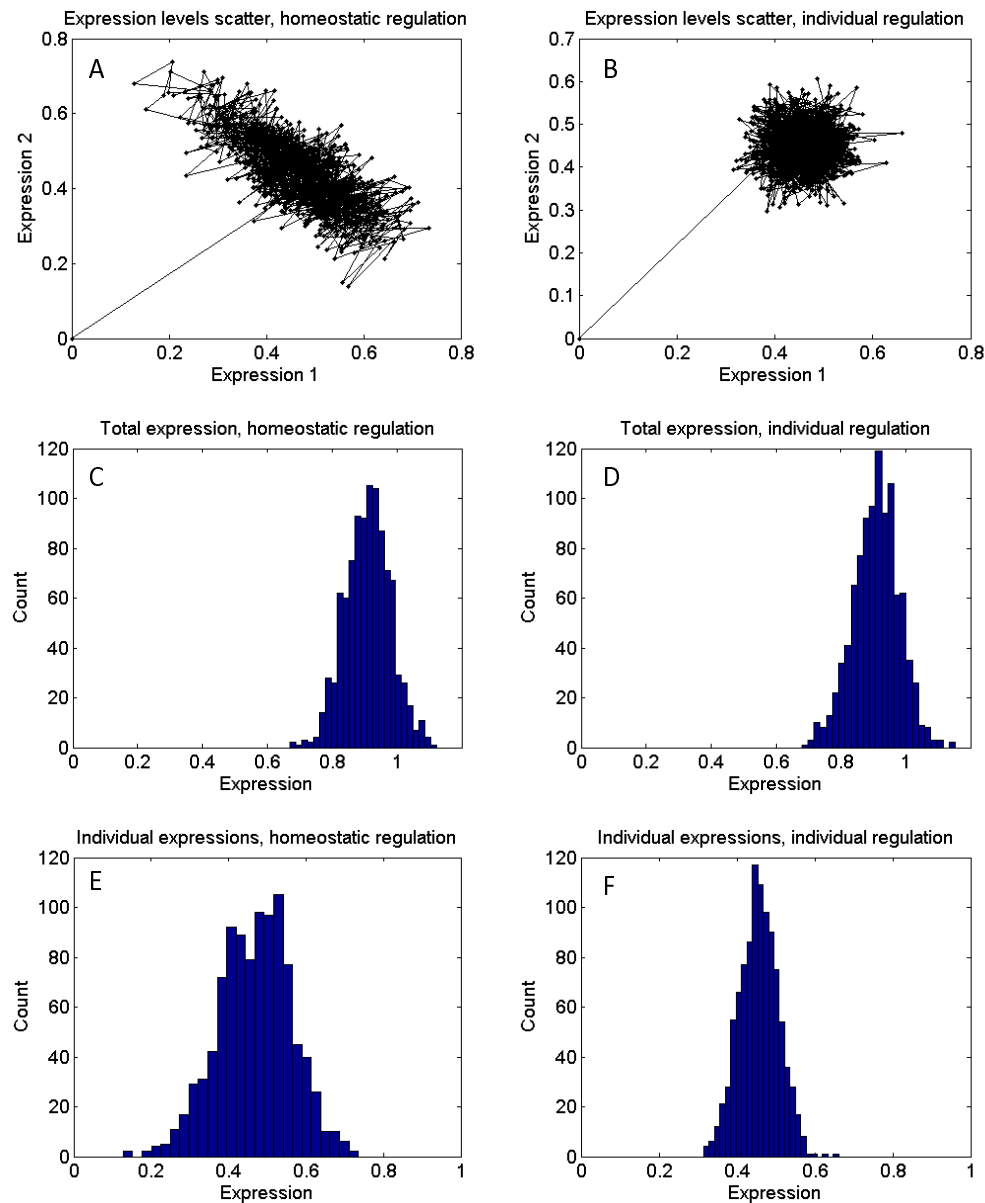 Expression levels scatter, homeostatic regulation
A
0.8
0.6
0.4
0.2
0
Expression 2
0 0.2 0.4 0.6 0.8
Expression 1
Expression levels scatter, individual regulation
B
0.7
0.6
0.5
0.4
0.3
0.2
0.1
0
Expression 2
0 0.2 0.4 0.6 0.8
Expression 1
Total expression, homeostatic regulation
C
120
100
80
60
40
20
0
Count
0 0.2 0.4 0.6 0.8 1
Expression
Total expression, individual regulation
D
120
100
80
60
40
20
0
Count
0 0.2 0.4 0.6 0.8 1
Expression
Individual expressions, homeostatic regulation
E
120
100
80
60
40
20
0
Count
0 0.2 0.4 0.6 0.8 1
Expression
Individual expressions, individual regulation
F
120
100
80
60
40
20
0
Count
0 0.2 0.4 0.6 0.8 1
Expression